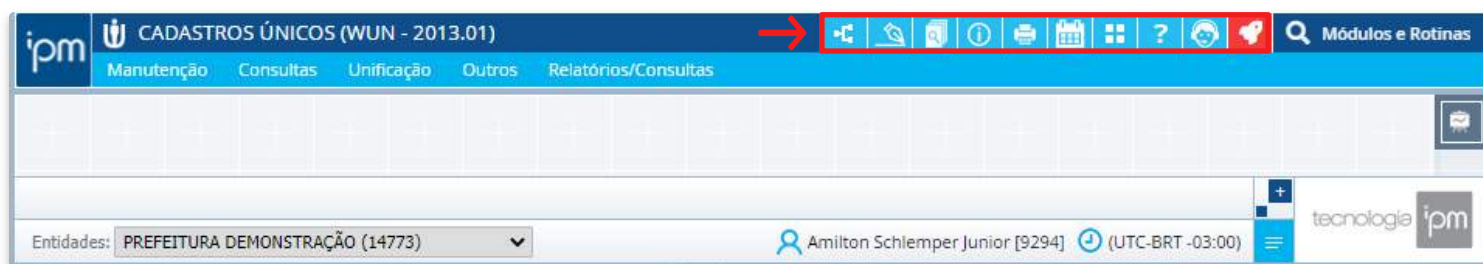 ipm
CADASTROS ÚNICOS (WUN - 2013.01)
?
Módulos e Rotinas
Manutenção Consultas Unificação Outros Relatórios/Consultas
+
tecnologia ipm
Entidades: PREFEITURA DEMONSTRAÇÃO (14773)
Amilton Schlemper Junior [9294] (UTC-BRT -03:00)